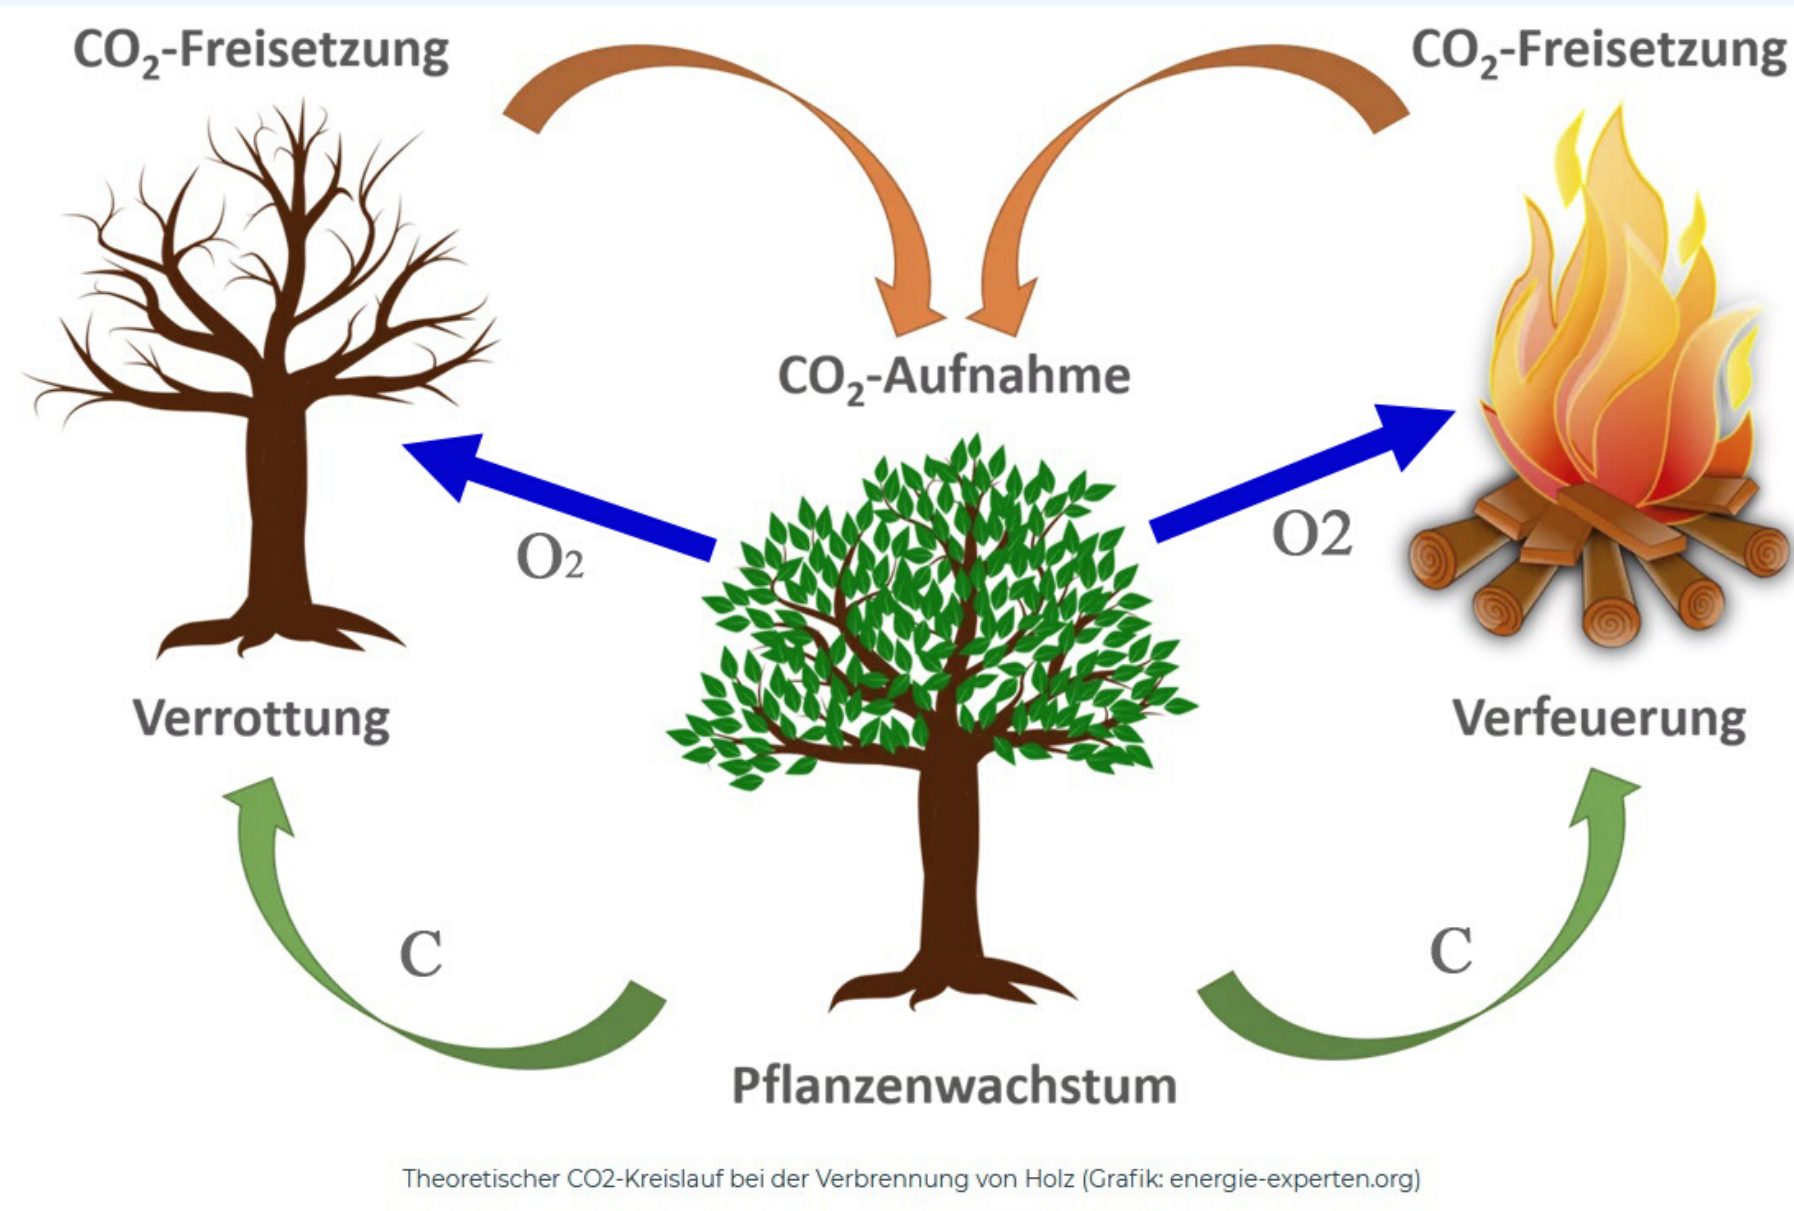 CO₂-Freisetzung
CO₂-Freisetzung
CO₂-Aufnahme
O₂
O2
Verrottung
Verfeuerung
C
C
Pflanzenwachstum
Theoretischer CO2-Kreislauf bei der Verbrennung von Holz (Grafik: energie-experten.org)